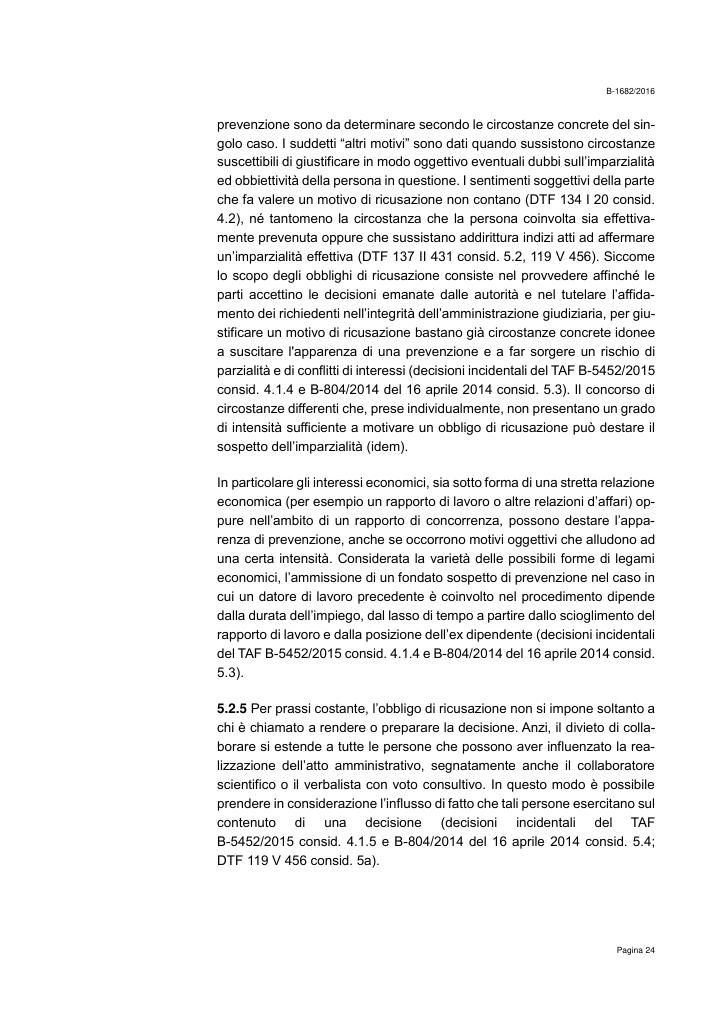 B-1682/2016
prevenzione sono da determinare secondo le circostanze concrete del sin-
golo caso. I suddetti “altri motivi” sono dati quando sussistono circostanze
suscettibili di giustificare in modo oggettivo eventuali dubbi sull’imparzialità
ed obbiettività della persona in questione. I sentimenti soggettivi della parte
che fa valere un motivo di ricusazione non contano (DTF 134 I 20 consid.
4.2), né tantomeno la circostanza che la persona coinvolta sia effettiva-
mente prevenuta oppure che sussistano addirittura indizi atti ad affermare
un’imparzialità effettiva (DTF 137 II 431 consid. 5.2, 119 V 456). Siccome
lo scopo degli obblighi di ricusazione consiste nel provvedere affinché le
parti accettino le decisioni emanate dalle autorità e nel tutelare l’affida-
mento dei richiedenti nell’integrità dell’amministrazione giudiziaria, per giu-
stificare un motivo di ricusazione bastano già circostanze concrete idonee
a suscitare l'apparenza di una prevenzione e a far sorgere un rischio di
parzialità e di conflitti di interessi (decisioni incidentali del TAF B-5452/2015
consid. 4.1.4 e B-804/2014 del 16 aprile 2014 consid. 5.3). Il concorso di
circostanze differenti che, prese individualmente, non presentano un grado
di intensità sufficiente a motivare un obbligo di ricusazione può destare il
sospetto dell’imparzialità (idem).
In particolare gli interessi economici, sia sotto forma di una stretta relazione
economica (per esempio un rapporto di lavoro o altre relazioni d’affari) op-
pure nell’ambito di un rapporto di concorrenza, possono destare l’appa-
renza di prevenzione, anche se occorrono motivi oggettivi che alludono ad
una certa intensità. Considerata la varietà delle possibili forme di legami
economici, l’ammissione di un fondato sospetto di prevenzione nel caso in
cui un datore di lavoro precedente è coinvolto nel procedimento dipende
dalla durata dell’impiego, dal lasso di tempo a partire dallo scioglimento del
rapporto di lavoro e dalla posizione dell’ex dipendente (decisioni incidentali
del TAF B-5452/2015 consid. 4.1.4 e B-804/2014 del 16 aprile 2014 consid.
5.3).
5.2.5 Per prassi costante, l’obbligo di ricusazione non si impone soltanto a
chi è chiamato a rendere o preparare la decisione. Anzi, il divieto di colla-
borare si estende a tutte le persone che possono aver influenzato la rea-
lizzazione dell’atto amministrativo, segnatamente anche il collaboratore
scientifico o il verbalista con voto consultivo. In questo modo è possibile
prendere in considerazione l’influsso di fatto che tali persone esercitano sul
contenuto di una decisione (decisioni incidentali del TAF
B-5452/2015 consid. 4.1.5 e B-804/2014 del 16 aprile 2014 consid. 5.4;
DTF 119 V 456 consid. 5a).
Pagina 24